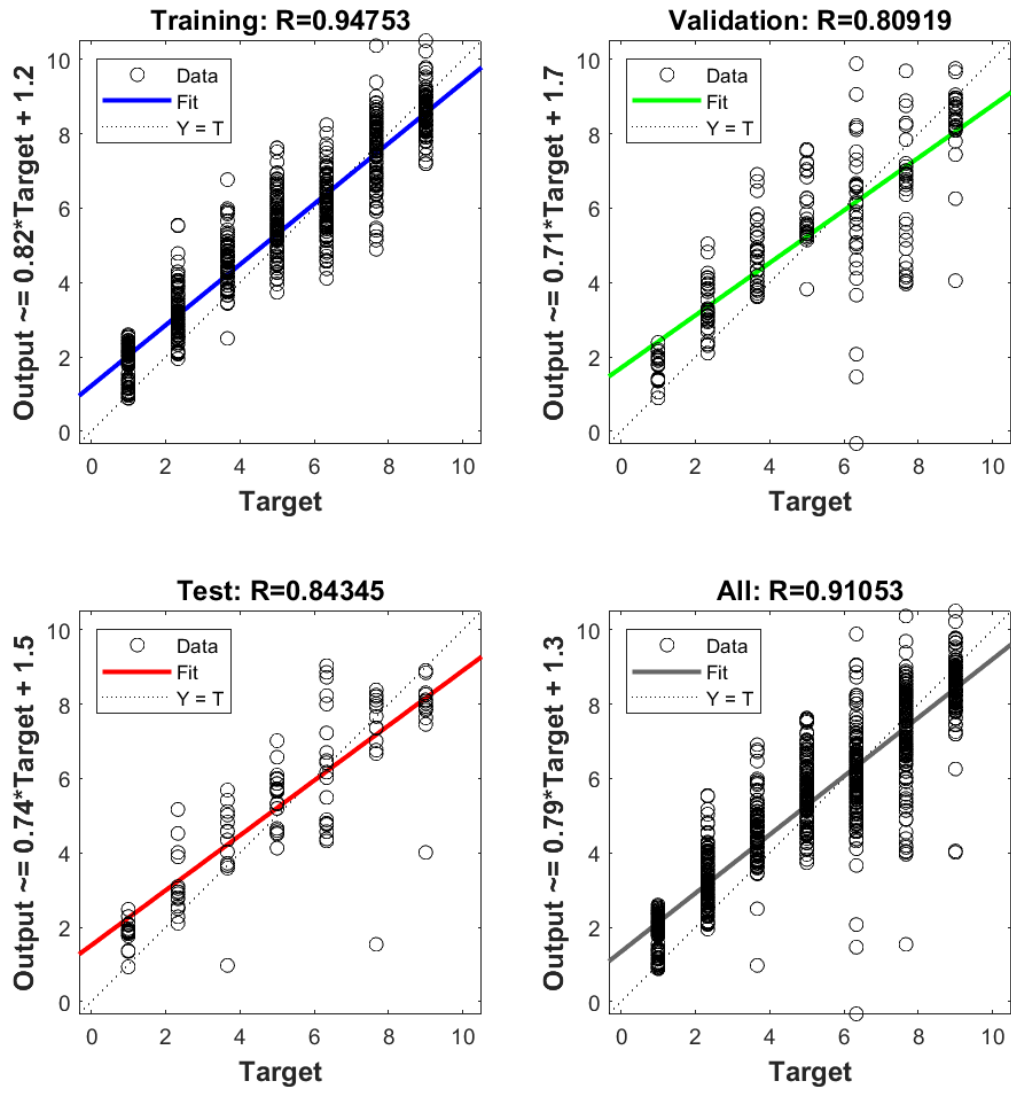 Training: R=0.94753
Output ~= 0.82*Target + 1.2
Data
Fit
Y = T
10
8
6
4
2
0
0 2 4 6 8 10
Target
Validation: R=0.80919
Output ~= 0.71*Target + 1.7
Data
Fit
Y = T
10
8
6
4
2
0
0 2 4 6 8 10
Target
Test: R=0.84345
Output ~= 0.74*Target + 1.5
Data
Fit
Y = T
10
8
6
4
2
0
0 2 4 6 8 10
Target
All: R=0.91053
Output ~= 0.79*Target + 1.3
Data
Fit
Y = T
10
8
6
4
2
0
0 2 4 6 8 10
Target